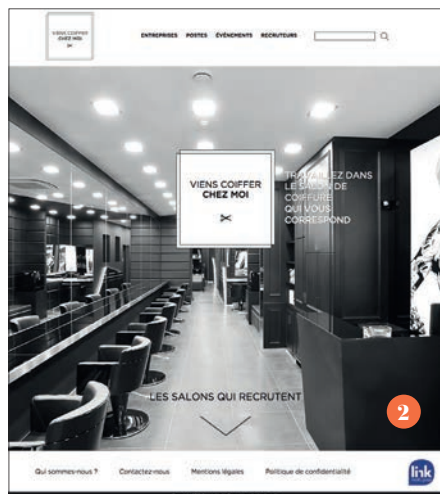 VIENS COIFFER
CHEZ MOI
ENTREPRISES POSTES ÉVÉNEMENTS RECRUTEURS
VIENS COIFFER
CHEZ MOI
TRAVAILLEZ DANS
LE SALON DE
COIFFURE
QUI VOUS
CORRESPOND
LES SALONS QUI RECRUTENT
2
Qui sommes-nous ? Contactez-nous Mentions légales Politique de confidentialité
link